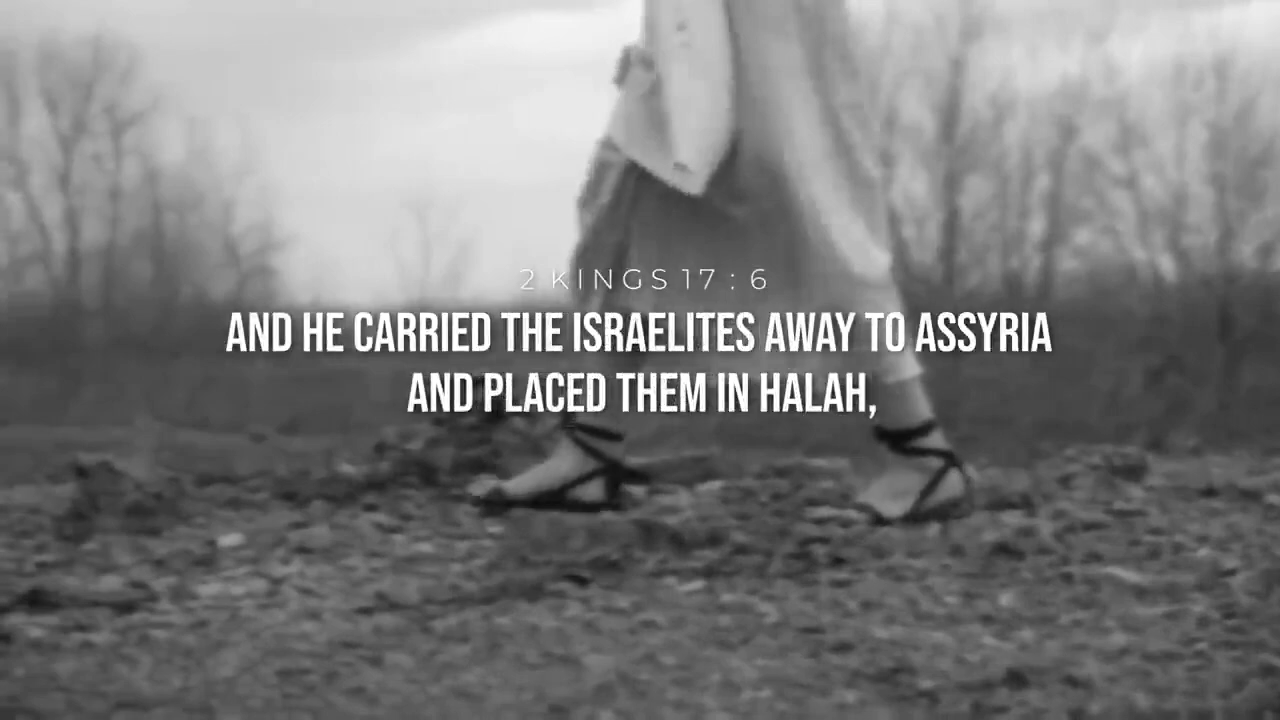 2 KINGS 17 : 6
AND HE CARRIED THE ISRAELITES AWAY TO ASSYRIA
AND PLACED THEM IN HALAH,